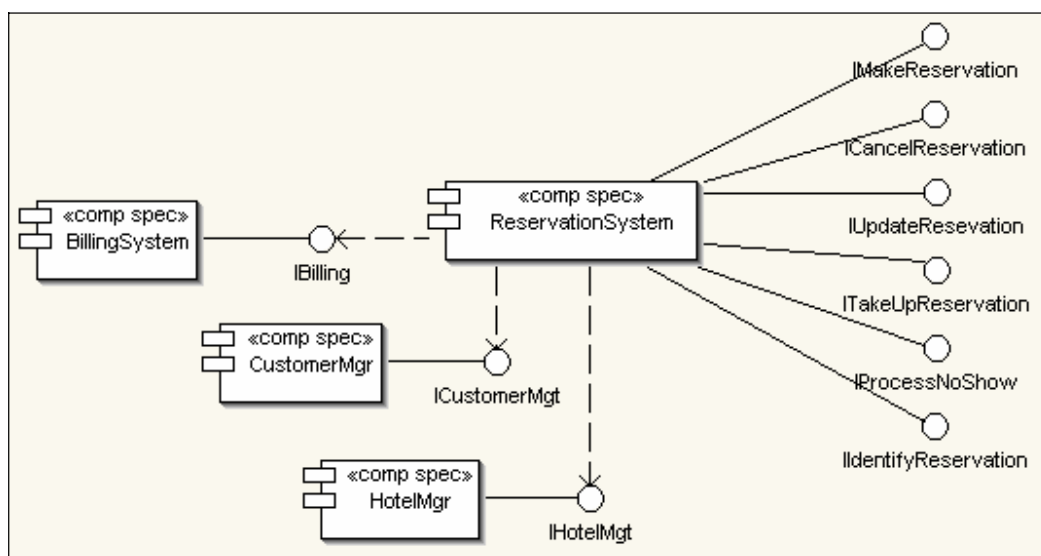 IMakeReservation
ICancelReservation
«comp spec»
ReservationSystem
«comp spec»
BillingSystem
IUpdateResevation
IBilling
ITakeUpReservation
«comp spec»
CustomerMgr
ICustomerMgt
IProcessNoShow
IIdentifyReservation
«comp spec»
HotelMgr
IHotelMgt